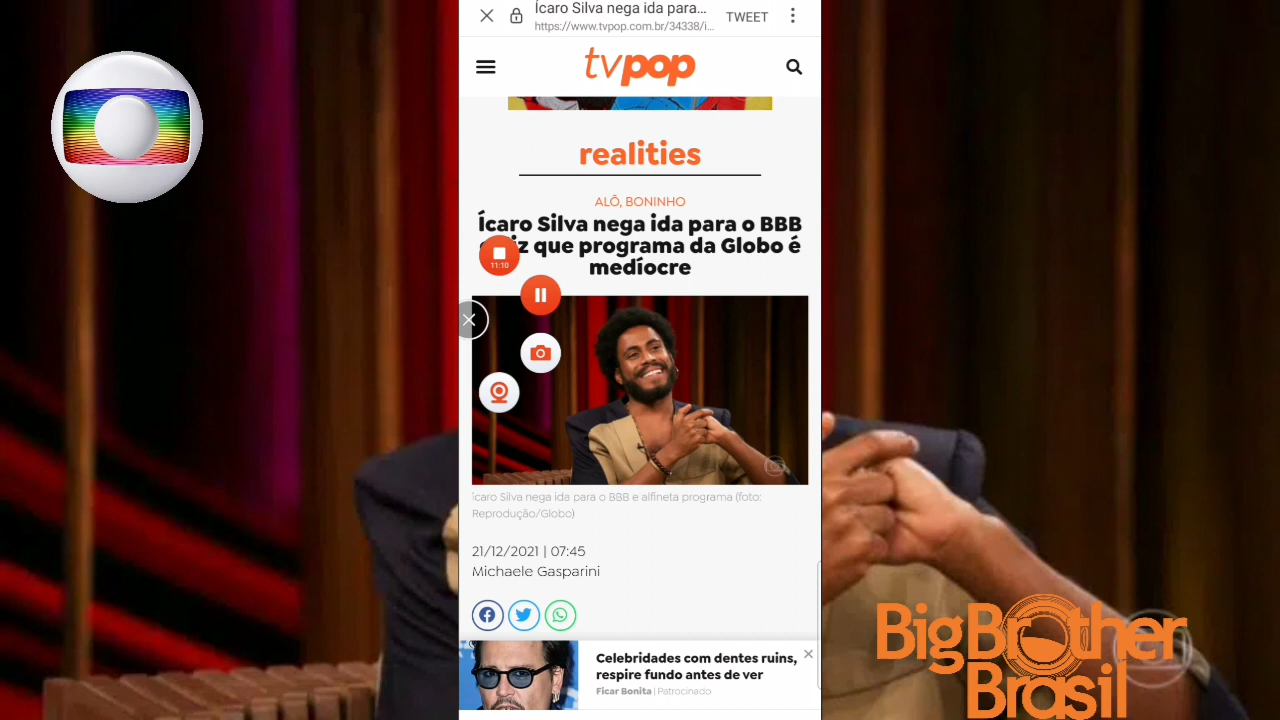 Ícaro Silva nega ida para...
https://www.tvpop.com.br/34338/i...
TWEET
tvpop
realities
ALÔ, BONINHO
Ícaro Silva nega ida para o BBB
que programa da Globo é
medíocre
11:10
Ícaro Silva nega ida para o BBB e alfineta programa (foto:
Reprodução/Globo)
21/12/2021 | 07:45
Michaele Gasparini
Celebridades com dentes ruins,
respire fundo antes de ver
Ficar Bonita | Patrocinado
Big Brother
Brasil